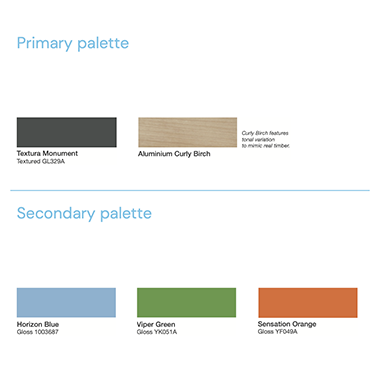 Primary palette
Textura Monument
Textured GL329A
Aluminium Curly Birch
Curly Birch features
tonal variation
to mimic real timber.
Secondary palette
Horizon Blue
Gloss 1003687
Viper Green
Gloss YK051A
Sensation Orange
Gloss YF049A